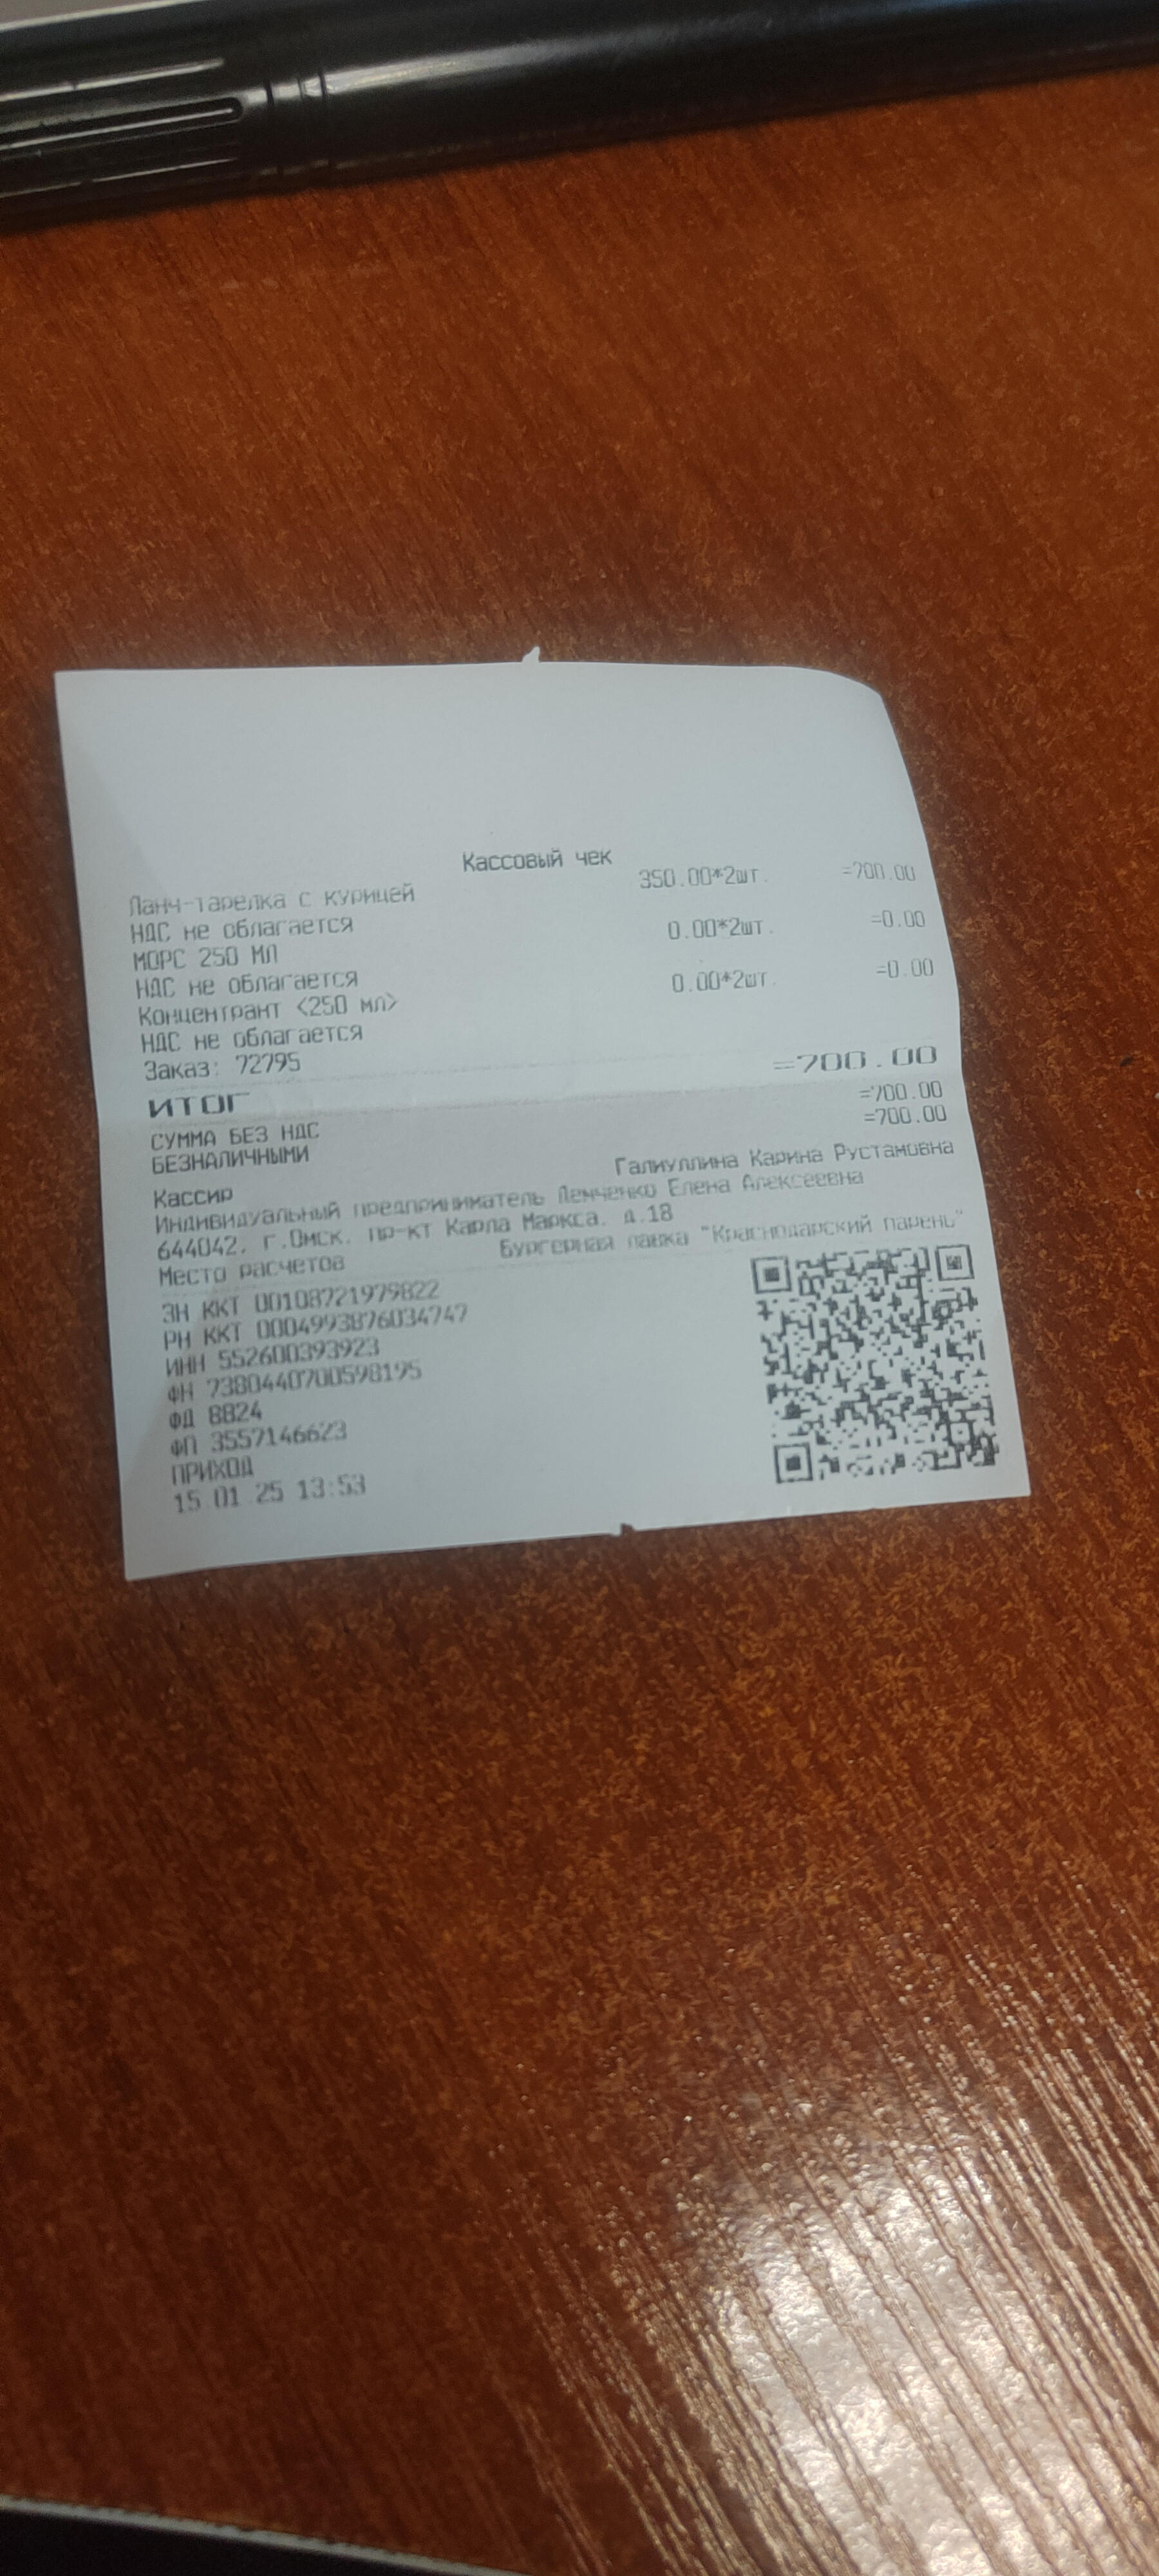 Кассовый чек
Ланч-тарелка с курицей 350.00*2шт. =700.00
НДС не облагается
МОРС 250 МЛ 0.00*2шт. =0.00
НДС не облагается
Концентрант <250 мл> 0.00*2шт. =0.00
НДС не облагается
Заказ: 72795
ИТОГ =700.00
СУММА БЕЗ НДС =700.00
БЕЗНАЛИЧНЫМИ =700.00
Кассир Галиуллина Карина Рустамовна
Индивидуальный предприниматель Демченко Елена Алексеевна
644042, г.Омск, пр-кт Карла Маркса, д.18
Место расчетов Бургерная лавка "Краснодарский парень"
ЗН ККТ 00108721979822
РН ККТ 0004993876034747
ИНН 552600393923
ФН 7380440700598195
ФД 8824
ФП 3557146623
ПРИХОД
15.01.25 13:53